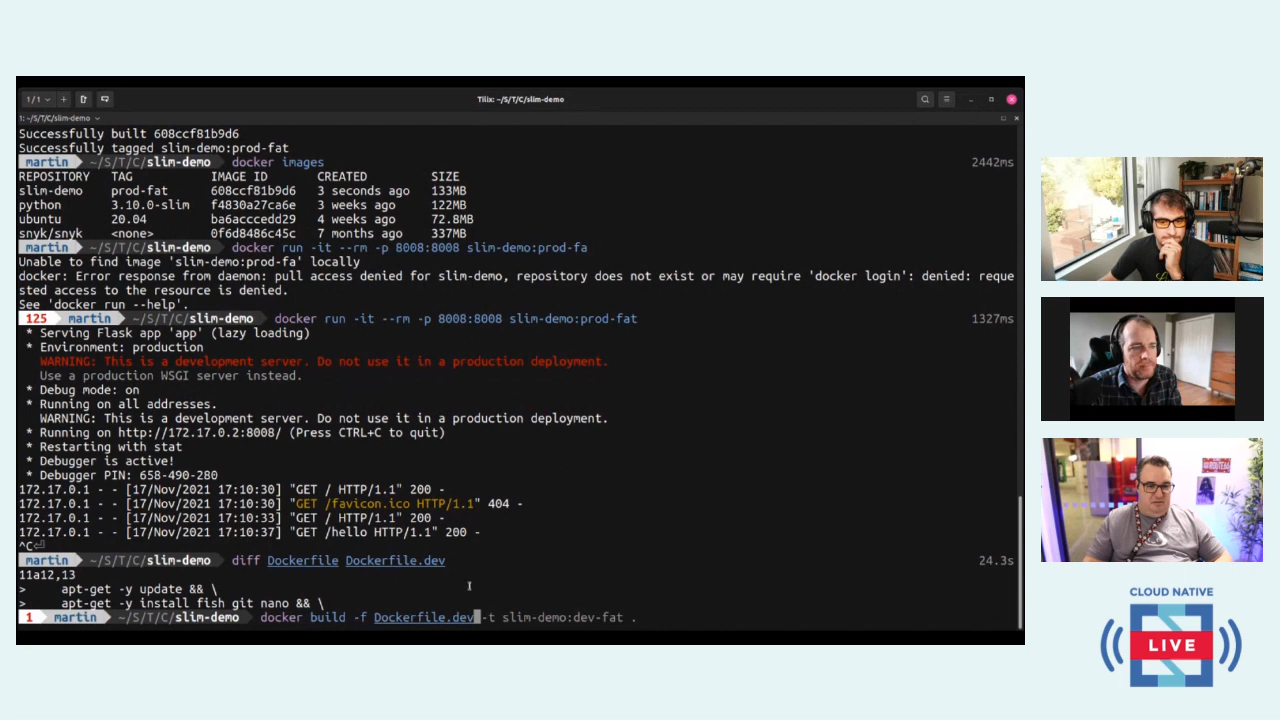 1/1
Tilix: ~/S/T/C/slim-demo
1: ~/S/T/C/slim-demo
Successfully built 608ccf81b9d6
Successfully tagged slim-demo:prod-fat
martin ~/S/T/C/slim-demo docker images 2442ms
REPOSITORY TAG IMAGE ID CREATED SIZE
slim-demo prod-fat 608ccf81b9d6 3 seconds ago 133MB
python 3.10.0-slim f4830a27ca6e 3 weeks ago 122MB
ubuntu 20.04 ba6acccedd29 4 weeks ago 72.8MB
snyk/snyk <none> 0f6d8486c45c 7 months ago 337MB
martin ~/S/T/C/slim-demo docker run -it --rm -p 8008:8008 slim-demo:prod-fa
Unable to find image 'slim-demo:prod-fa' locally
docker: Error response from daemon: pull access denied for slim-demo, repository does not exist or may require 'docker login': denied: reque
sted access to the resource is denied.
See 'docker run --help'.
125 martin ~/S/T/C/slim-demo docker run -it --rm -p 8008:8008 slim-demo:prod-fat 1327ms
* Serving Flask app 'app' (lazy loading)
* Environment: production
WARNING: This is a development server. Do not use it in a production deployment.
Use a production WSGI server instead.
* Debug mode: on
* Running on all addresses.
WARNING: This is a development server. Do not use it in a production deployment.
* Running on http://172.17.0.2:8008/ (Press CTRL+C to quit)
* Restarting with stat
* Debugger is active!
* Debugger PIN: 658-490-280
172.17.0.1 - - [17/Nov/2021 17:10:30] "GET / HTTP/1.1" 200 -
172.17.0.1 - - [17/Nov/2021 17:10:30] "GET /favicon.ico HTTP/1.1" 404 -
172.17.0.1 - - [17/Nov/2021 17:10:33] "GET / HTTP/1.1" 200 -
172.17.0.1 - - [17/Nov/2021 17:10:37] "GET /hello HTTP/1.1" 200 -
^C⏎
martin ~/S/T/C/slim-demo diff Dockerfile Dockerfile.dev 24.3s
11a12,13
> apt-get -y update && \
> apt-get -y install fish git nano && \
1 martin ~/S/T/C/slim-demo docker build -f Dockerfile.dev -t slim-demo:dev-fat .
CLOUD NATIVE
LIVE